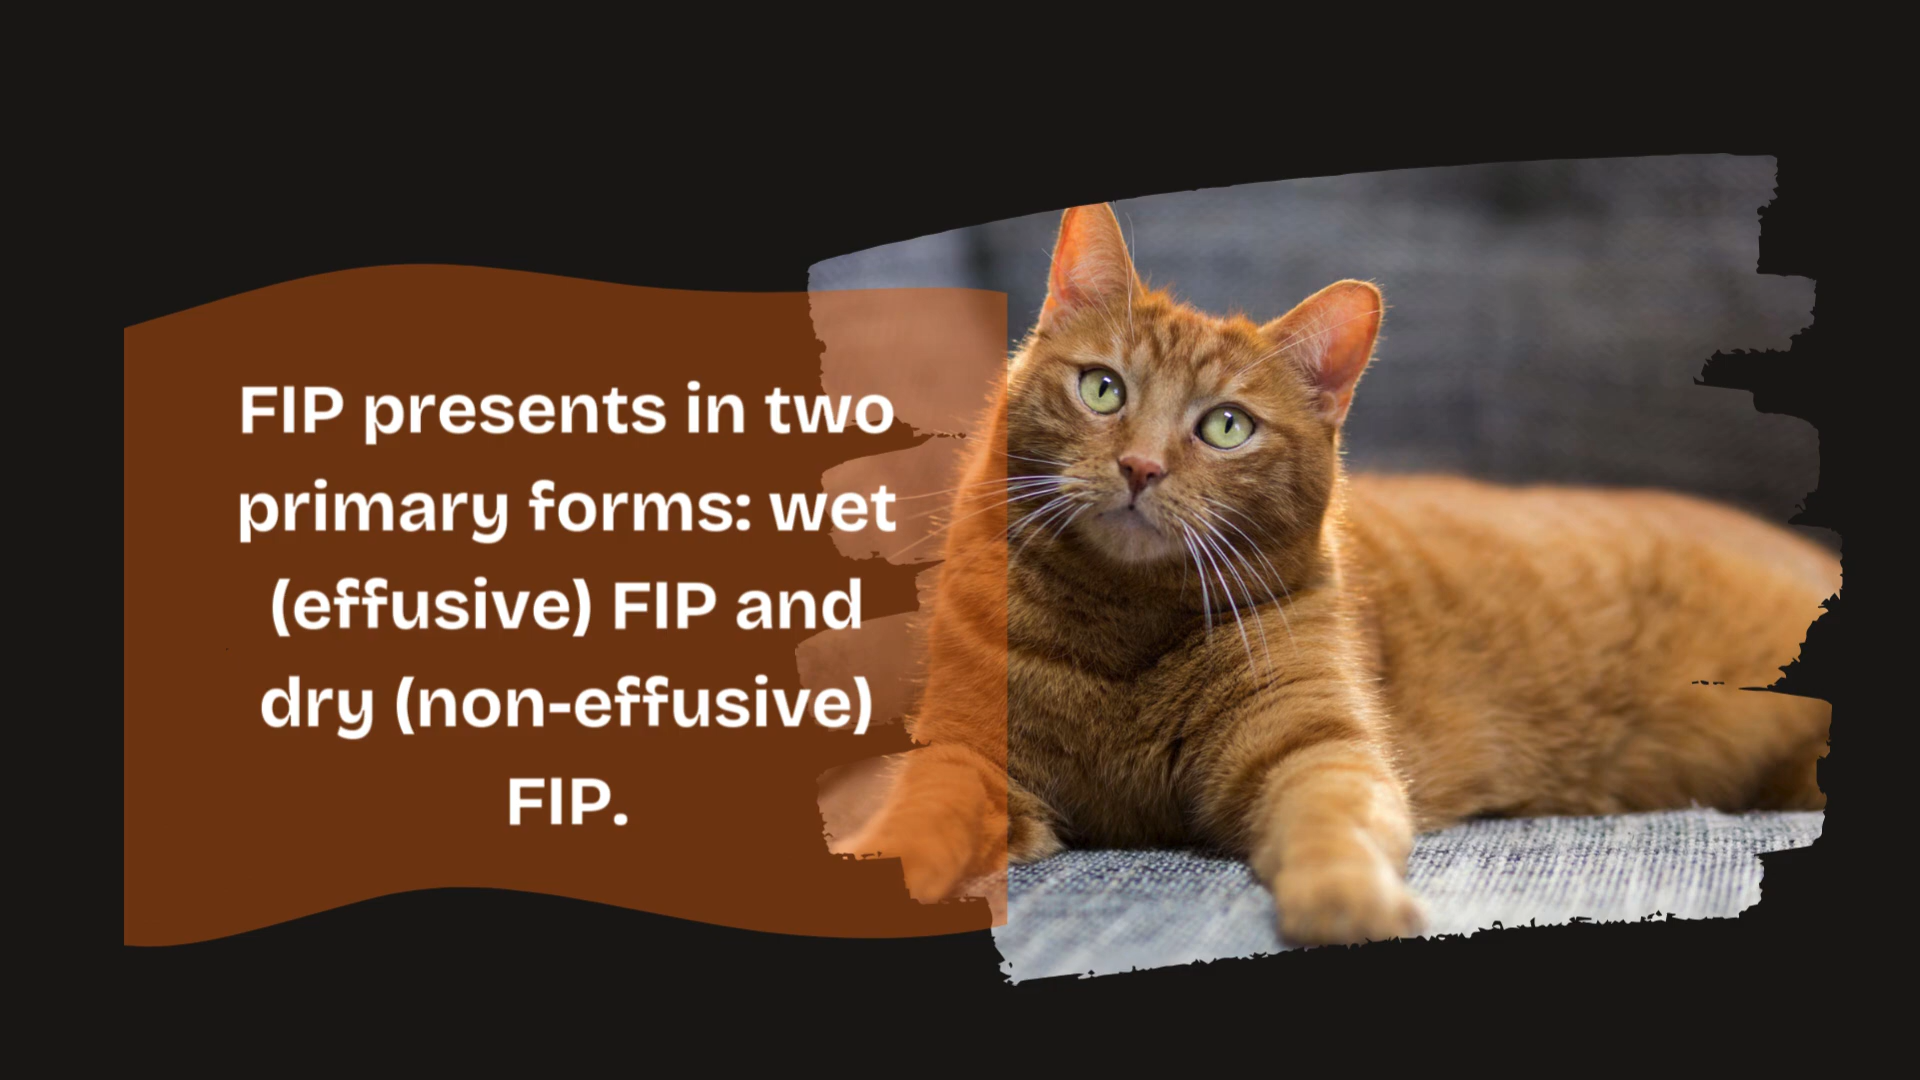 FIP presents in two
primary forms: wet
(effusive) FIP and
dry (non-effusive)
FIP.